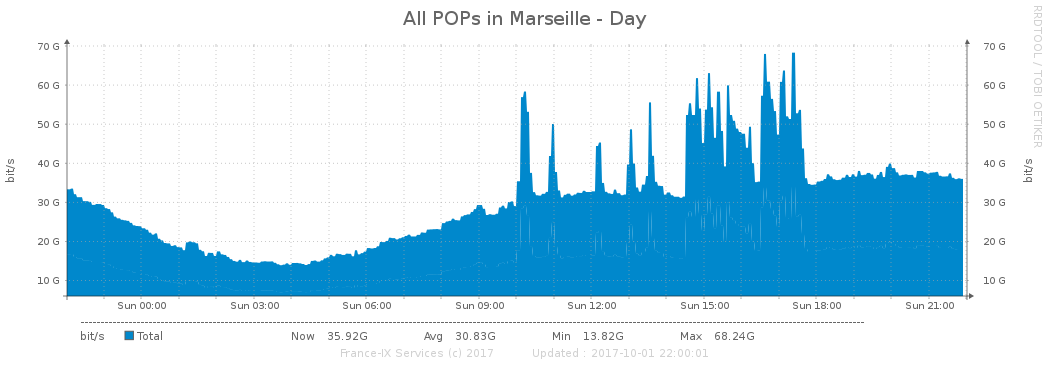 All POPs in Marseille - Day
RRDTOOL / TOBI OETIKER
70 G 70 G
60 G 60 G
50 G 50 G
40 G 40 G
30 G 30 G
20 G 20 G
10 G 10 G
bit/s bit/s
Sun 00:00 Sun 03:00 Sun 06:00 Sun 09:00 Sun 12:00 Sun 15:00 Sun 18:00 Sun 21:00
bit/s Total Now 35.92G Avg 30.83G Min 13.82G Max 68.24G
France-IX Services (c) 2017 Updated : 2017-10-01 22:00:01